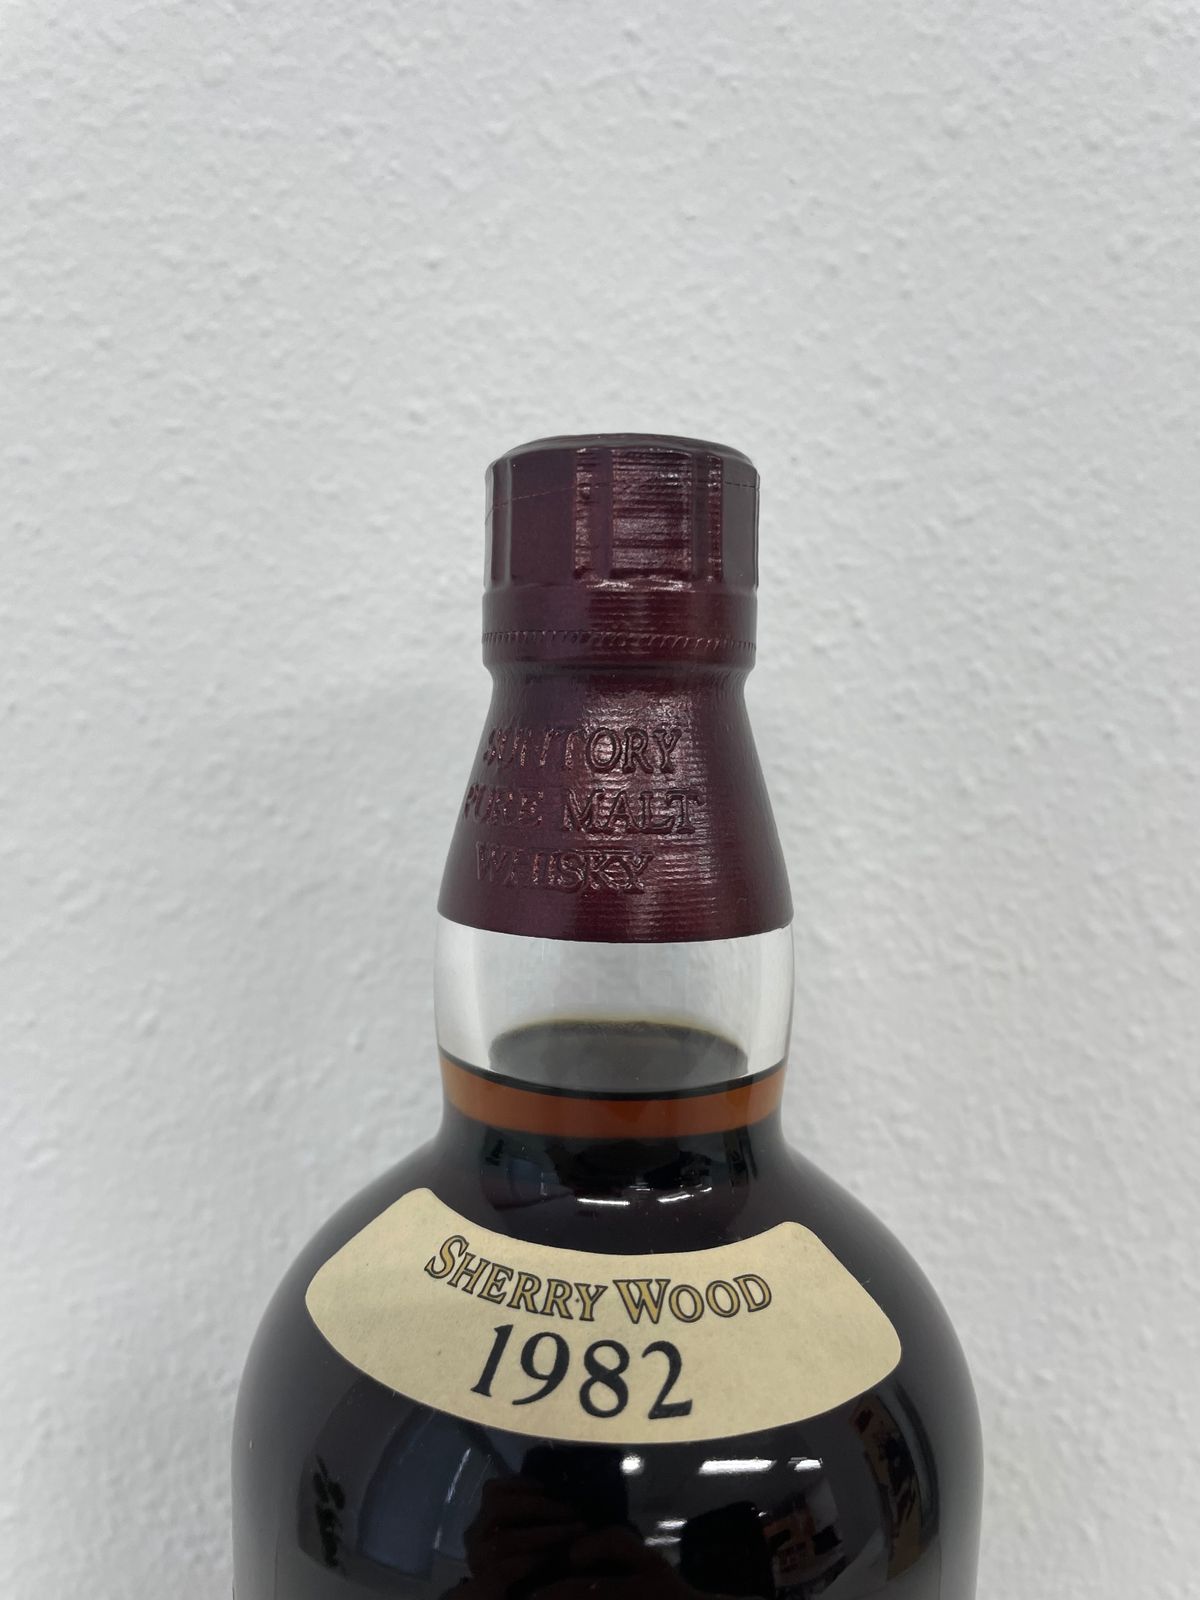 SUNTORY
PURE MALT
WHISKY
SHERRY WOOD
1982